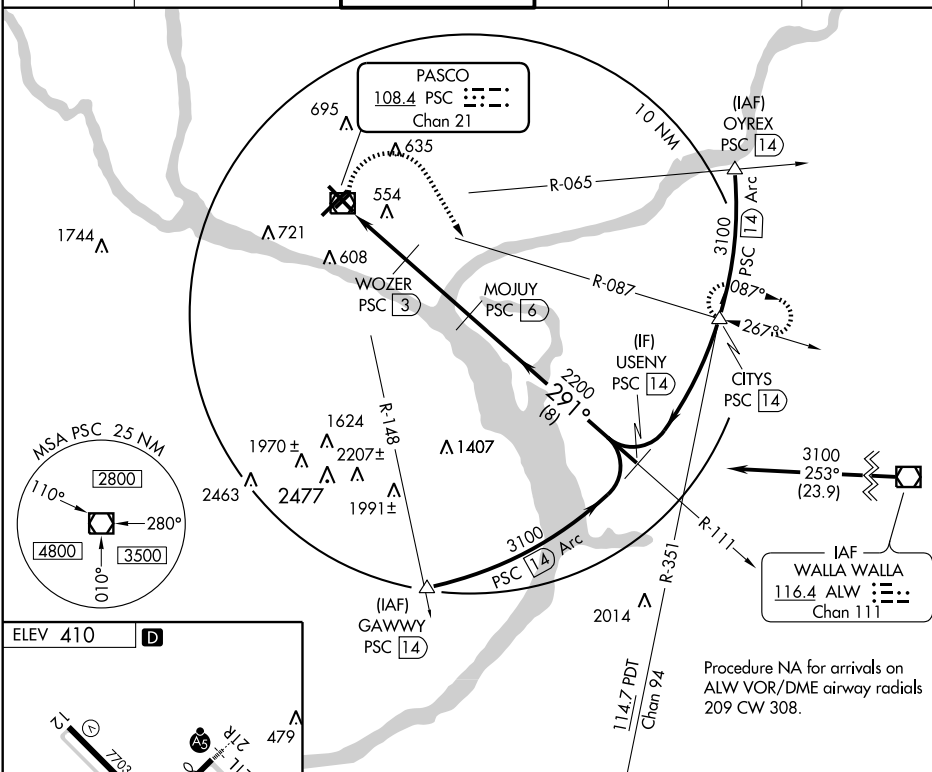 PASCO
108.4 PSC
Chan 21
695
635
554
721
608
1744
10 NM
(IAF)
OYREX
PSC 14
R-065
3100
PSC 14 Arc
087°
267°
R-087
WOZER
PSC 3
MOJUY
PSC 6
(IF)
USENY
PSC 14
CITYS
PSC 14
2200
291°
(8)
R-148
1624
1970 ±
2207±
2477
1991±
2463
1407
MSA PSC 25 NM
2800
110°
280°
4800
3500
010°
3100
253°
(23.9)
R-111
R-351
3100
PSC 14 Arc
IAF
WALLA WALLA
116.4 ALW
Chan 111
(IAF)
GAWWY
PSC 14
2014
114.7 PDT
Chan 94
Procedure NA for arrivals on
ALW VOR/DME airway radials
209 CW 308.
ELEV 410 D
12
V
7703
A5
21R
21L
479